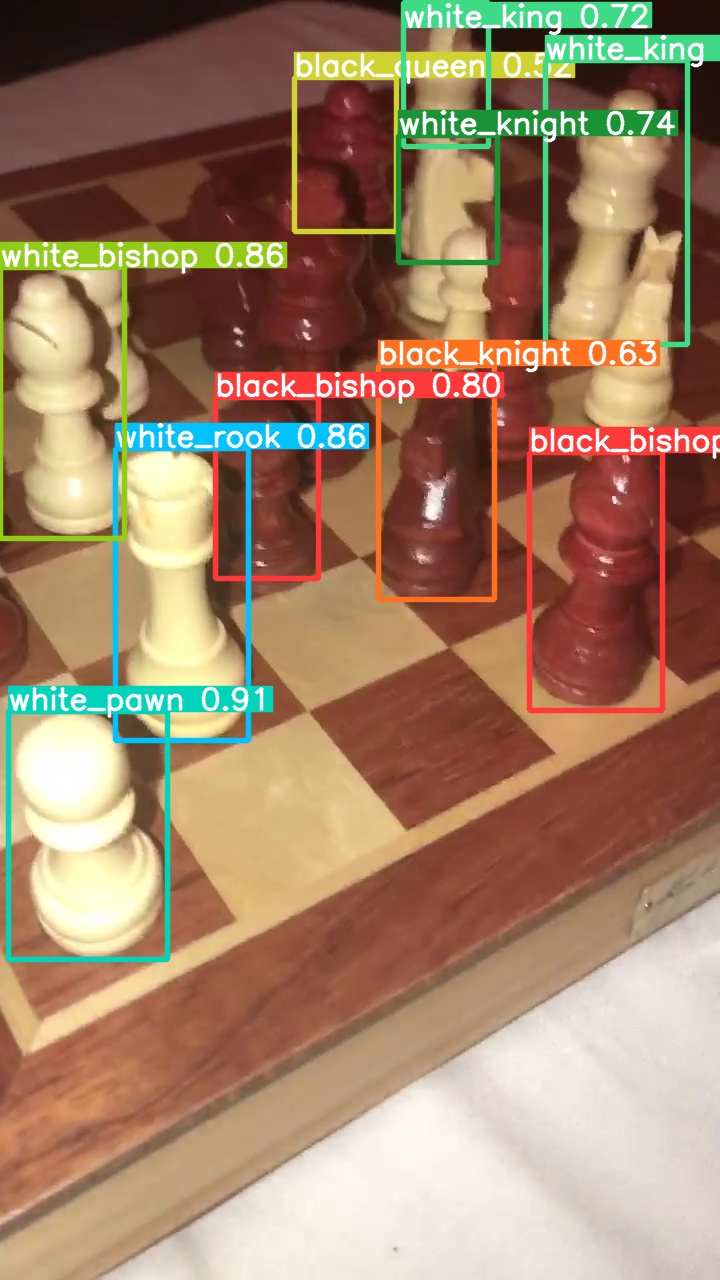 white_king 0.72
white_king
black_queen 0.52
white_knight 0.74
white_bishop 0.86
black_knight 0.63
black_bishop 0.80
white_rook 0.86
black_bishop
white_pawn 0.91